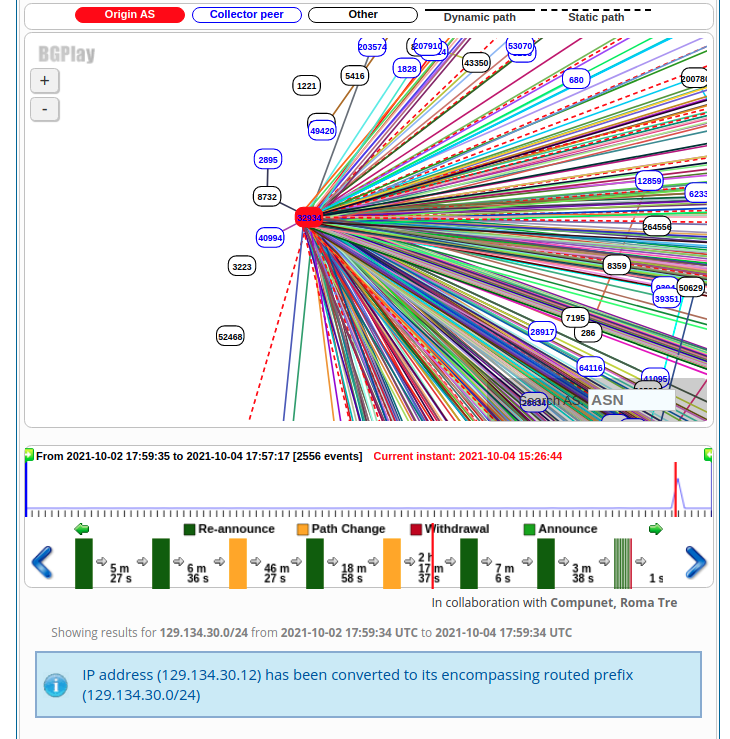 Origin AS Collector peer Other Dynamic path Static path
BGPlay
+
-
203574
207910
53070
5416
1828
43350
1221
680
200780
49420
2895
12859
8732
32934
264556
40994
3223
8359
50629
39351
7195
28917
286
52468
64116
41095
28634
Search AS: ASN
From 2021-10-02 17:59:35 to 2021-10-04 17:57:17 [2556 events] Current instant: 2021-10-04 15:26:44
Re-announce Path Change Withdrawal Announce
5 m 27 s
6 m 36 s
46 m 27 s
18 m 58 s
2 h 17 m 37 s
7 m 6 s
3 m 38 s
1 s
In collaboration with Compunet, Roma Tre
Showing results for 129.134.30.0/24 from 2021-10-02 17:59:34 UTC to 2021-10-04 17:59:34 UTC
IP address (129.134.30.12) has been converted to its encompassing routed prefix
(129.134.30.0/24)